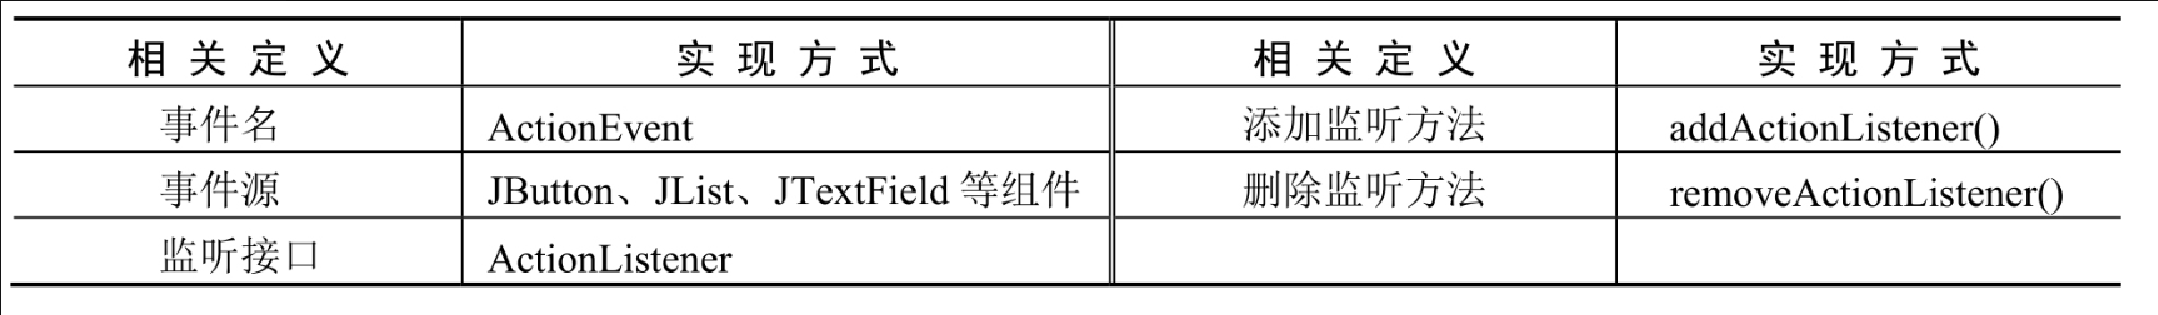 相关定义 实现方式 相关定义 实现方式
事件名 ActionEvent 添加监听方法 addActionListener()
事件源 JButton、JList、JTextField 等组件 删除监听方法 removeActionListener()
监听接口 ActionListener